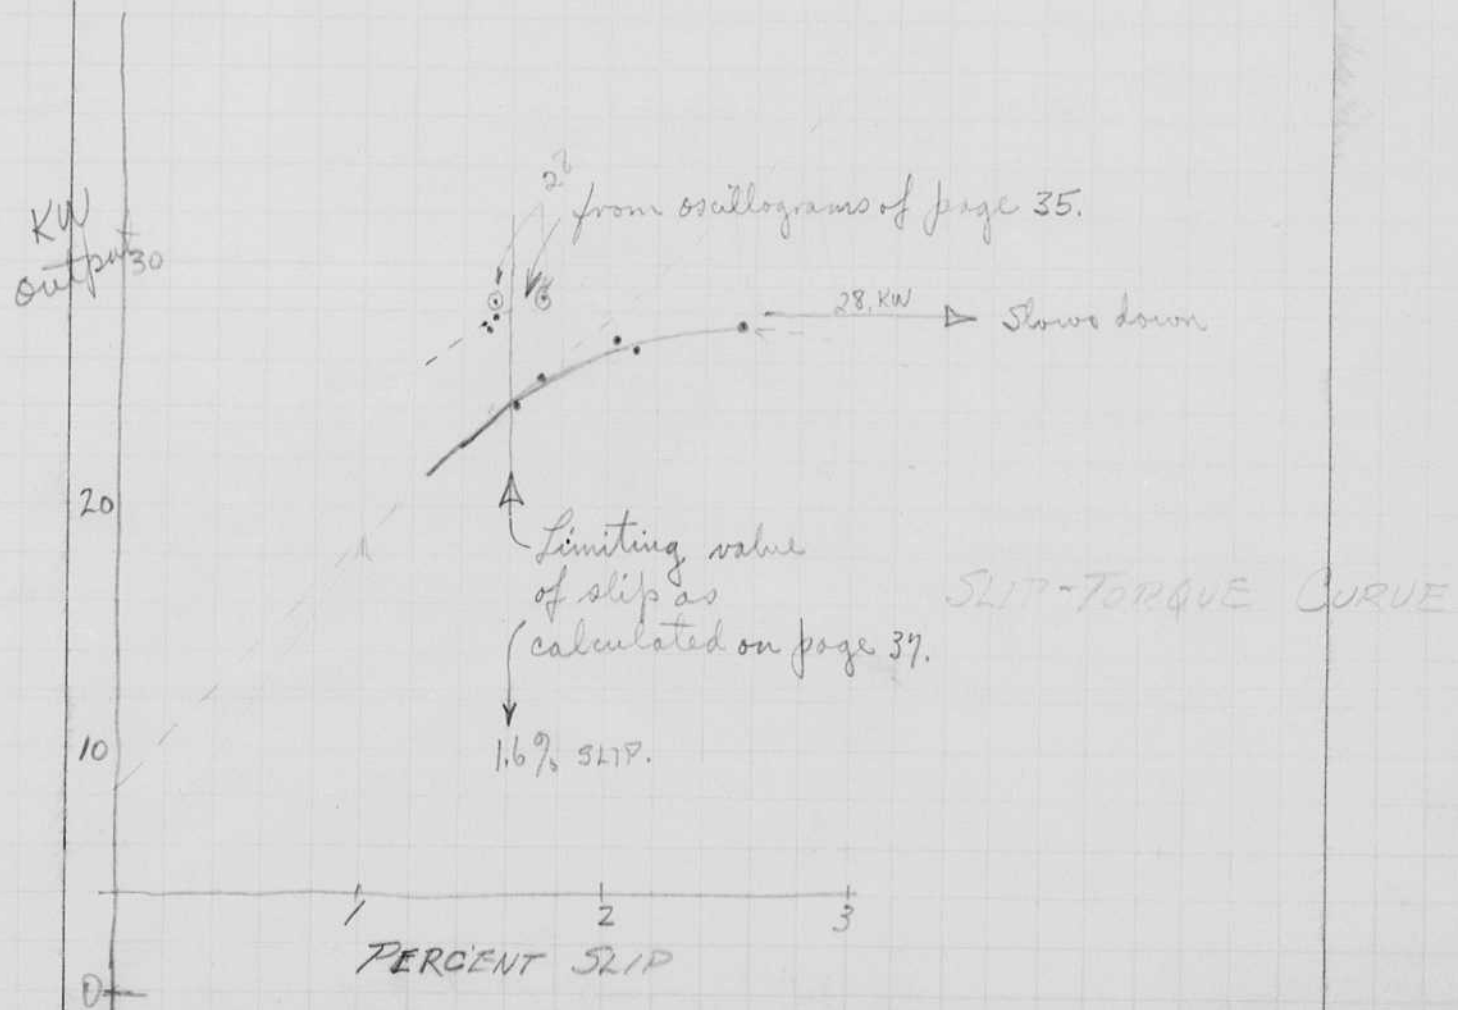 KW
output
30
from oscillograms of page 35.
28. KW
Slows down
20
Limiting value
of slip as
calculated on page 37.
SLIP-TORQUE CURVE
10
1.6% SLIP.
1
2
3
PERCENT SLIP
0